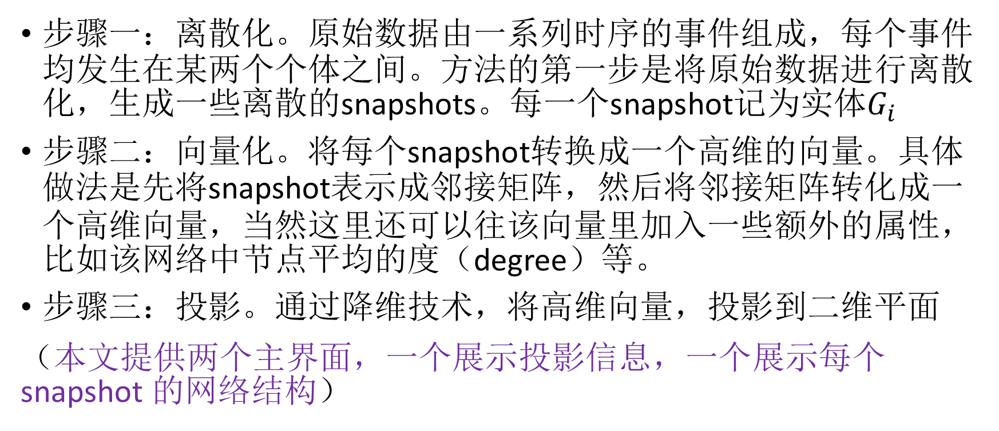 • 步骤一：离散化。原始数据由一系列时序的事件组成，每个事件
均发生在某两个个体之间。方法的第一步是将原始数据进行离散
化，生成一些离散的snapshots。每一个snapshot记为实体𝐺𝑖
• 步骤二：向量化。将每个snapshot转换成一个高维的向量。具体
做法是先将snapshot表示成邻接矩阵，然后将邻接矩阵转化成一
个高维向量，当然这里还可以往该向量里加入一些额外的属性，
比如该网络中节点平均的度（degree）等。
• 步骤三：投影。通过降维技术，将高维向量，投影到二维平面
（本文提供两个主界面，一个展示投影信息，一个展示每个
snapshot 的网络结构）